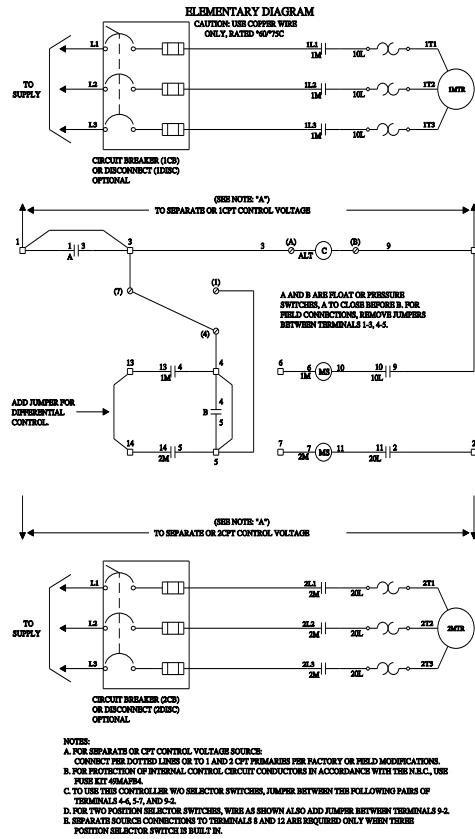 ELEMENTARY DIAGRAM
CAUTION: USE COPPER WIRE
ONLY, RATED *60/*75C
L1
1L1
1M
10L
1T1
TO
SUPPLY
L2
1L2
1M
10L
1T2
1MTR
L3
1L3
1M
10L
1T3
CIRCUIT BREAKER (1CB)
OR DISCONNECT (1DISC)
OPTIONAL
(SEE NOTE: "A")
TO SEPARATE OR 1CPT CONTROL VOLTAGE
1
1 3
A
3
3
(A)
ALT
C
(B)
9
(7)
(1)
A AND B ARE FLOAT OR PRESSURE
SWITCHES, A TO CLOSE BEFORE B. FOR
FIELD CONNECTIONS, REMOVE JUMPERS
BETWEEN TERMINALS 1-3, 4-5.
(4)
13
13 4
1M
4
6
6
1M
MS
10
10 9
10L
ADD JUMPER FOR
DIFFERENTIAL
CONTROL.
4
B
5
14
14 5
2M
5
7
7
2M
MS
11
11 2
20L
2
(SEE NOTE: "A")
TO SEPARATE OR 2CPT CONTROL VOLTAGE
L1
2L1
2M
20L
2T1
TO
SUPPLY
L2
2L2
2M
20L
2T2
2MTR
L3
2L3
2M
20L
2T3
CIRCUIT BREAKER (2CB)
OR DISCONNECT (2DISC)
OPTIONAL
NOTES:
A. FOR SEPARATE OR CPT CONTROL VOLTAGE SOURCE:
CONNECT PER DOTTED LINES OR TO 1 AND 2 CPT PRIMARIES PER FACTORY OR FIELD MODIFICATIONS.
B. FOR PROTECTION OF INTERNAL CONTROL CIRCUIT CONDUCTORS IN ACCORDANCE WITH THE N.E.C., USE
FUSE KIT 49MAFB4.
C. TO USE THIS CONTROLLER W/O SELECTOR SWITCHES, JUMPER BETWEEN THE FOLLOWING PAIRS OF
TERMINALS 4-6, 5-7, AND 9-2.
D. FOR TWO POSITION SELECTOR SWITCHES, WIRE AS SHOWN ALSO ADD JUMPER BETWEEN TERMINALS 9-2.
E. SEPARATE SOURCE CONNECTIONS TO TERMINALS 8 AND 12 ARE REQUIRED ONLY WHEN THREE
POSITION SELECTOR SWITCH IS BUILT IN.